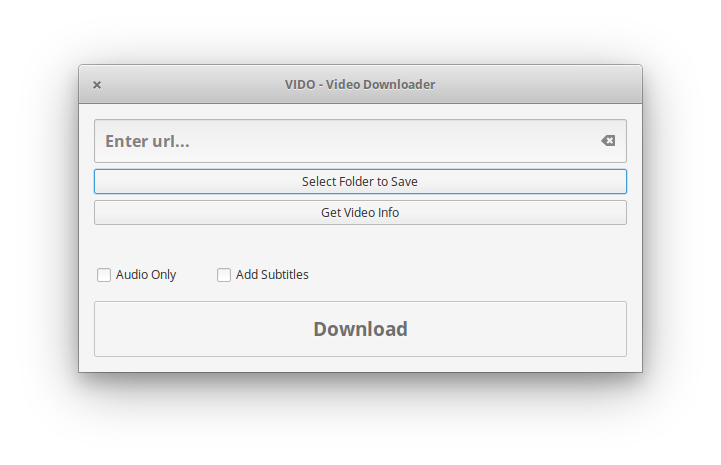 VIDO - Video Downloader
Enter url...
Select Folder to Save
Get Video Info
Audio Only Add Subtitles
Download